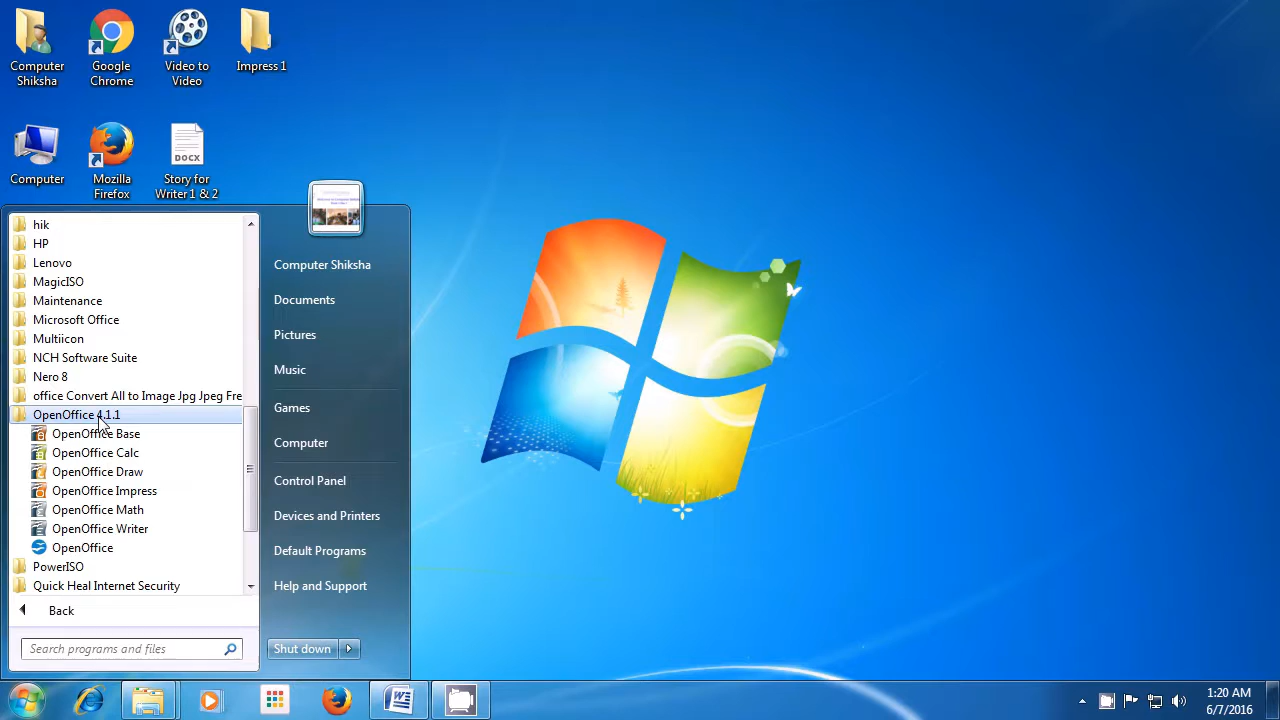 Computer
Shiksha
Google
Chrome
Video to
Video
Impress 1
Computer
Mozilla
Firefox
DOCX
Story for
Writer 1 & 2
hik
HP
Lenovo
MagicISO
Maintenance
Microsoft Office
Multiicon
NCH Software Suite
Nero 8
office Convert All to Image Jpg Jpeg Fre
OpenOffice 4.1.1
OpenOffice Base
OpenOffice Calc
OpenOffice Draw
OpenOffice Impress
OpenOffice Math
OpenOffice Writer
OpenOffice
PowerISO
Quick Heal Internet Security
Back
Search programs and files
Computer Shiksha
Documents
Pictures
Music
Games
Computer
Control Panel
Devices and Printers
Default Programs
Help and Support
Shut down
1:20 AM
6/7/2016